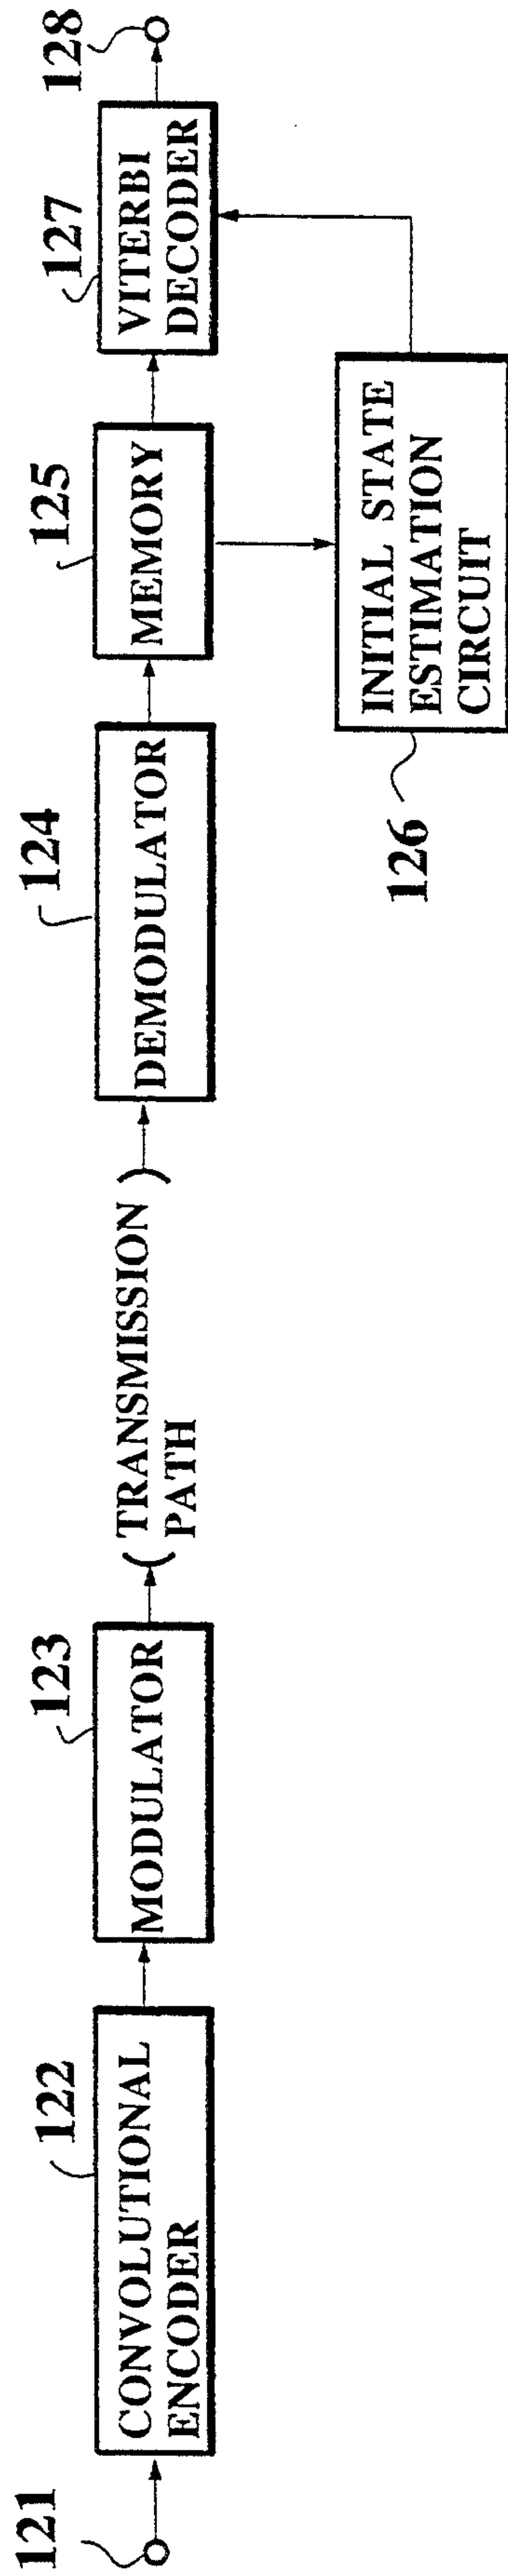 121
122
CONVOLUTIONAL
ENCODER
123
MODULATOR
( TRANSMISSION )
PATH
124
DEMODULATOR
125
MEMORY
126
INITIAL STATE
ESTIMATION
CIRCUIT
127
VITERBI
DECODER
128